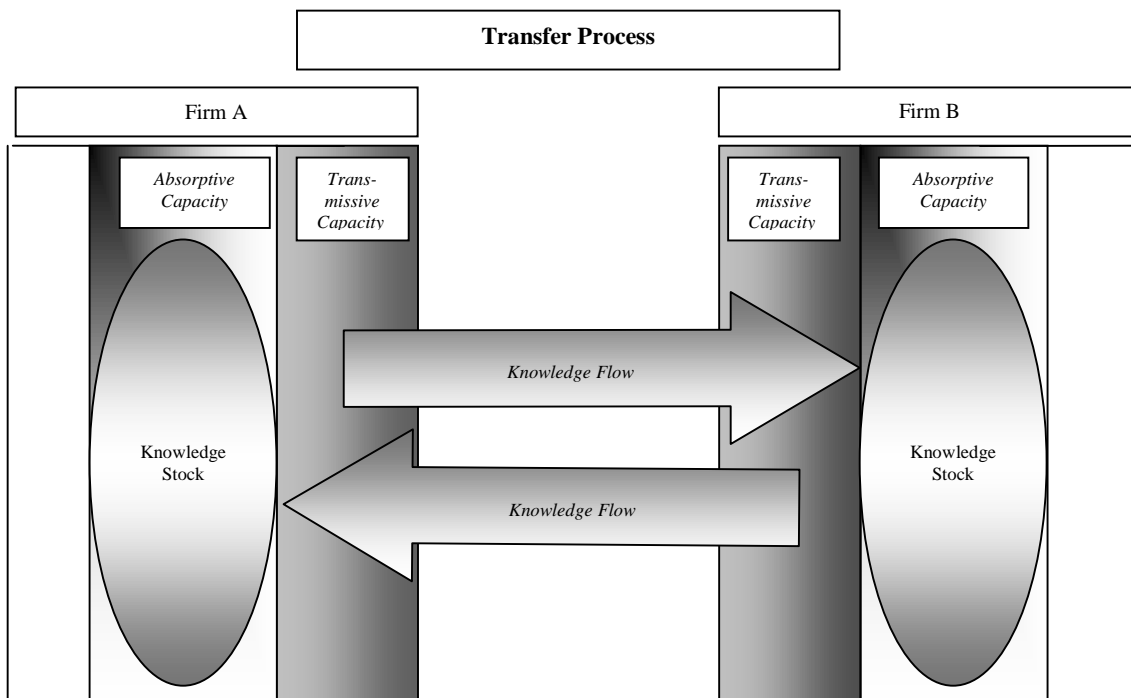 Transfer Process
Firm A
Firm B
Absorptive
Capacity
Trans-
missive
Capacity
Trans-
missive
Capacity
Absorptive
Capacity
Knowledge Flow
Knowledge
Stock
Knowledge
Stock
Knowledge Flow